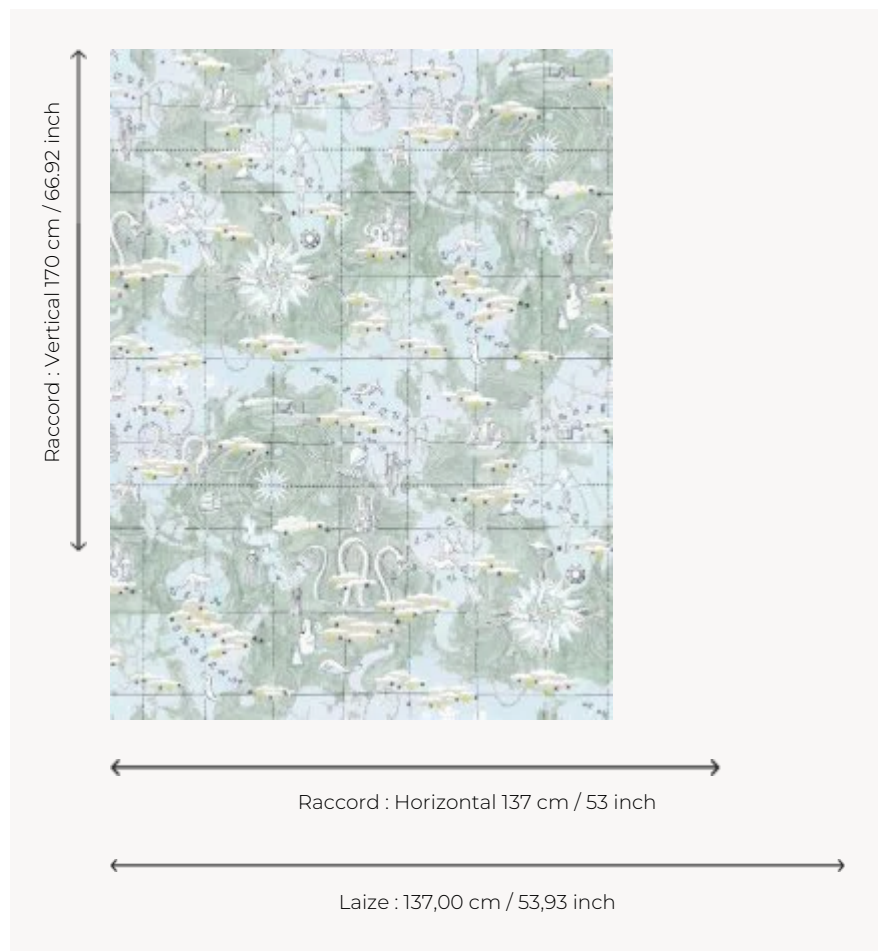 Raccord : Vertical 170 cm / 66.92 inch
Raccord : Horizontal 137 cm / 53 inch
Laize : 137,00 cm / 53,93 inch